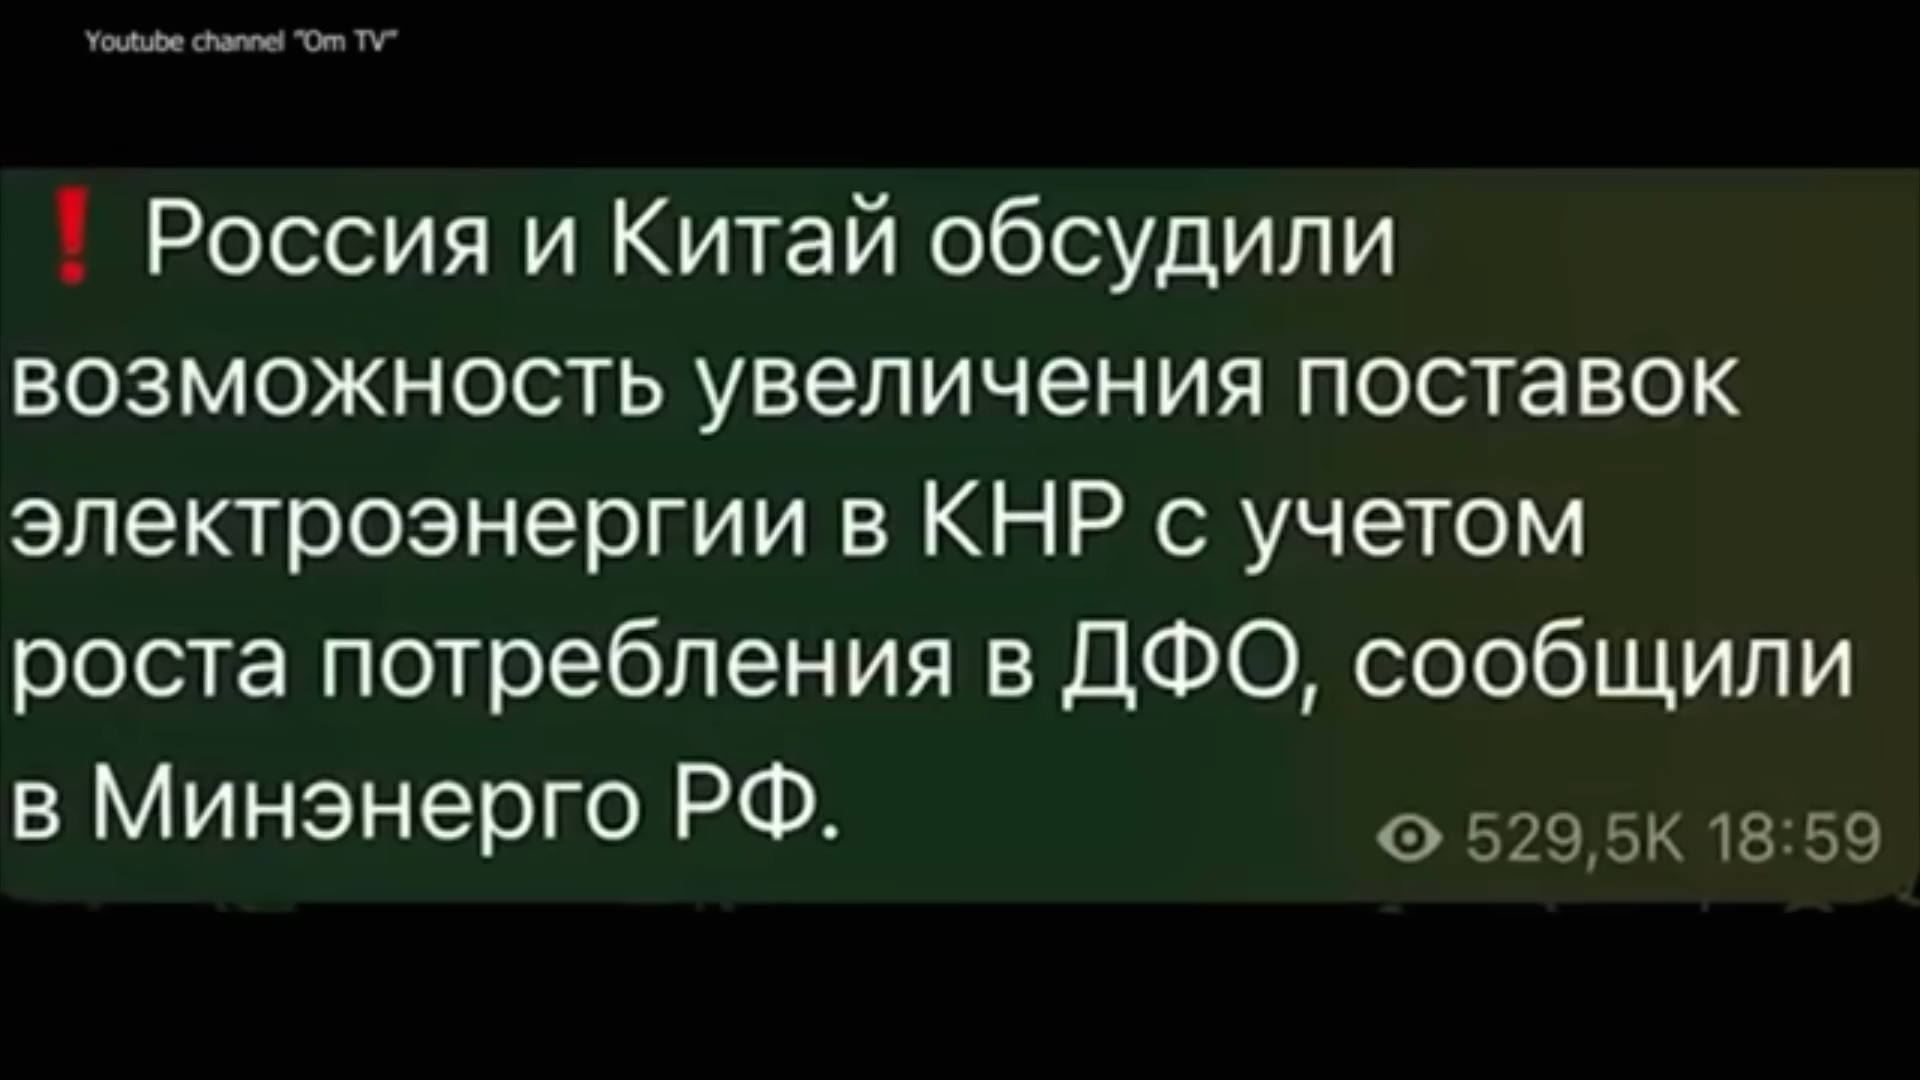 Youtube channel "Om TV"
❗ Россия и Китай обсудили
возможность увеличения поставок
электроэнергии в КНР с учетом
роста потребления в ДФО, сообщили
в Минэнерго РФ.
529,5K 18:59